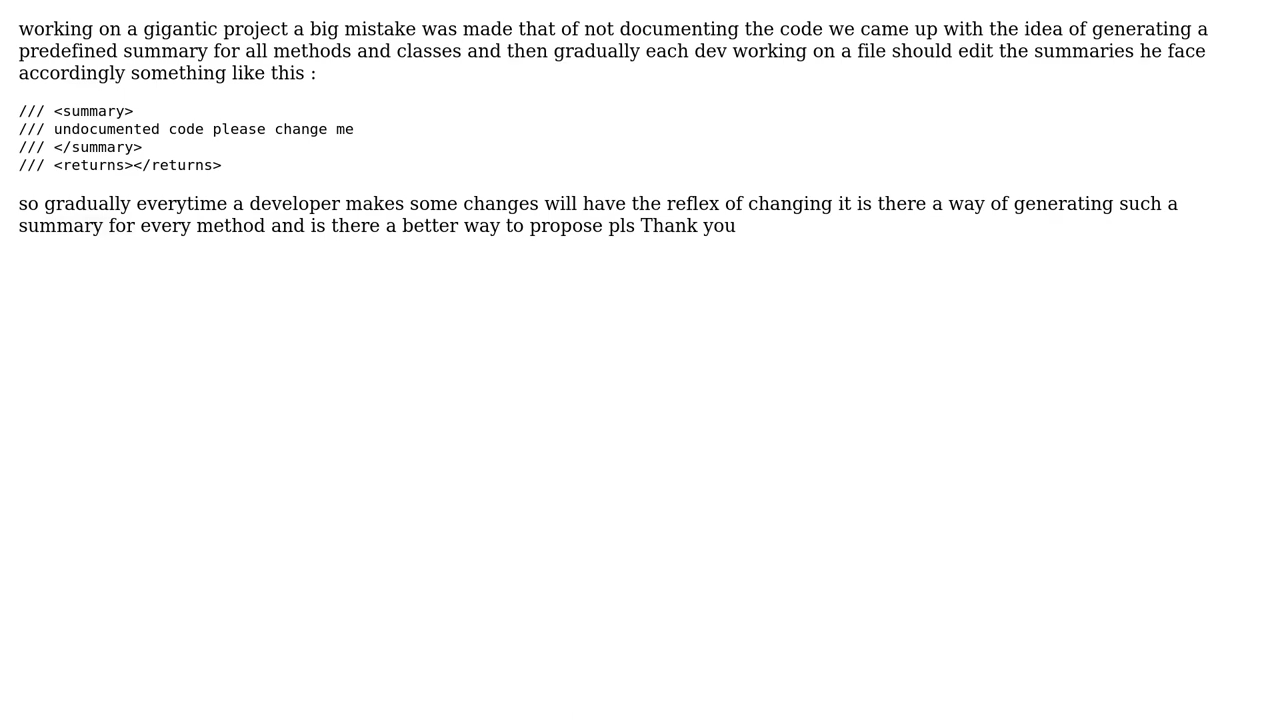 working on a gigantic project a big mistake was made that of not documenting the code we came up with the idea of generating a
predefined summary for all methods and classes and then gradually each dev working on a file should edit the summaries he face
accordingly something like this :
/// <summary>
/// undocumented code please change me
/// </summary>
/// <returns></returns>
so gradually everytime a developer makes some changes will have the reflex of changing it is there a way of generating such a
summary for every method and is there a better way to propose pls Thank you